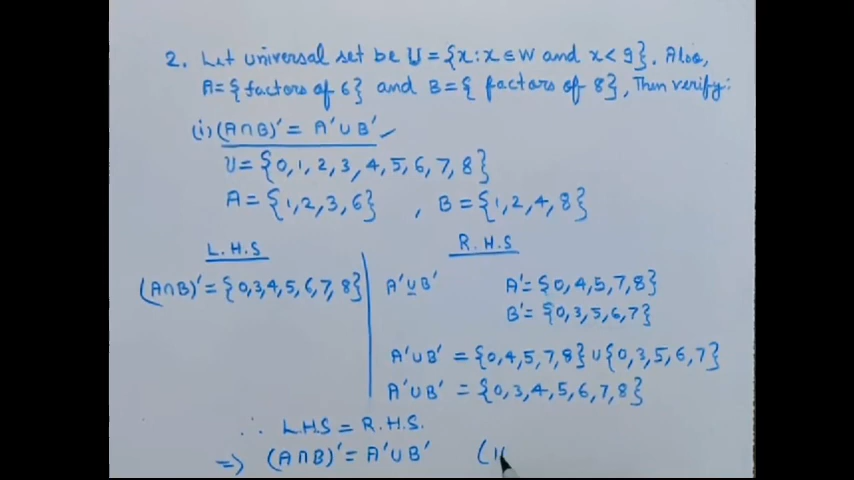 2. Let universal set be U = {x : x ∈ W and x < 9}. Also,
A = {factors of 6} and B = { factors of 8}, Then verify:
(i) (A∩B)' = A'∪B' ✓
U = {0,1,2,3,4,5,6,7,8}
A = {1,2,3,6} , B = {1,2,4,8}
L.H.S
(A∩B)' = {0,3,4,5,6,7,8}
R.H.S
A'∪B' A' = {0,4,5,7,8}
B' = {0,3,5,6,7}
A'∪B' = {0,4,5,7,8} ∪ {0,3,5,6,7}
A'∪B' = {0,3,4,5,6,7,8}
∴ L.H.S = R.H.S.
=> (A∩B)' = A'∪B'